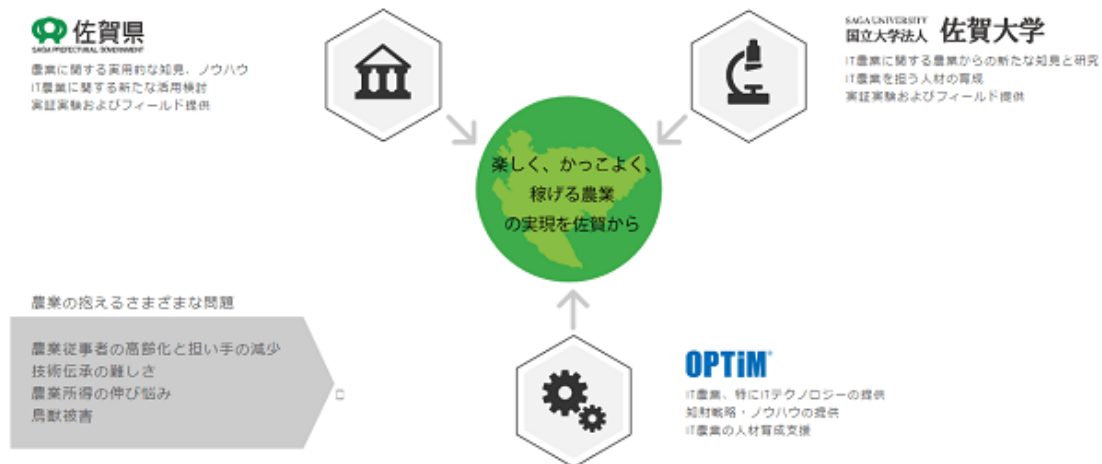 佐賀県
SAGA PREFECTURAL GOVERNMENT
農業に関する実用的な知見、ノウハウ
IT農業に関する新たな活用検討
実証実験およびフィールド提供
SAGA UNIVERSITY
国立大学法人 佐賀大学
IT農業に関する農業からの新たな知見と研究
IT農業を担う人材の育成
実証実験およびフィールド提供
楽しく、かっこよく、
稼げる農業
の実現を佐賀から
農業の抱えるさまざまな問題
農業従事者の高齢化と担い手の減少
技術伝承の難しさ
農業所得の伸び悩み
鳥獣被害
OPTiM®
IT農業、特にITテクノロジーの提供
知財戦略・ノウハウの提供
IT農業の人材育成支援